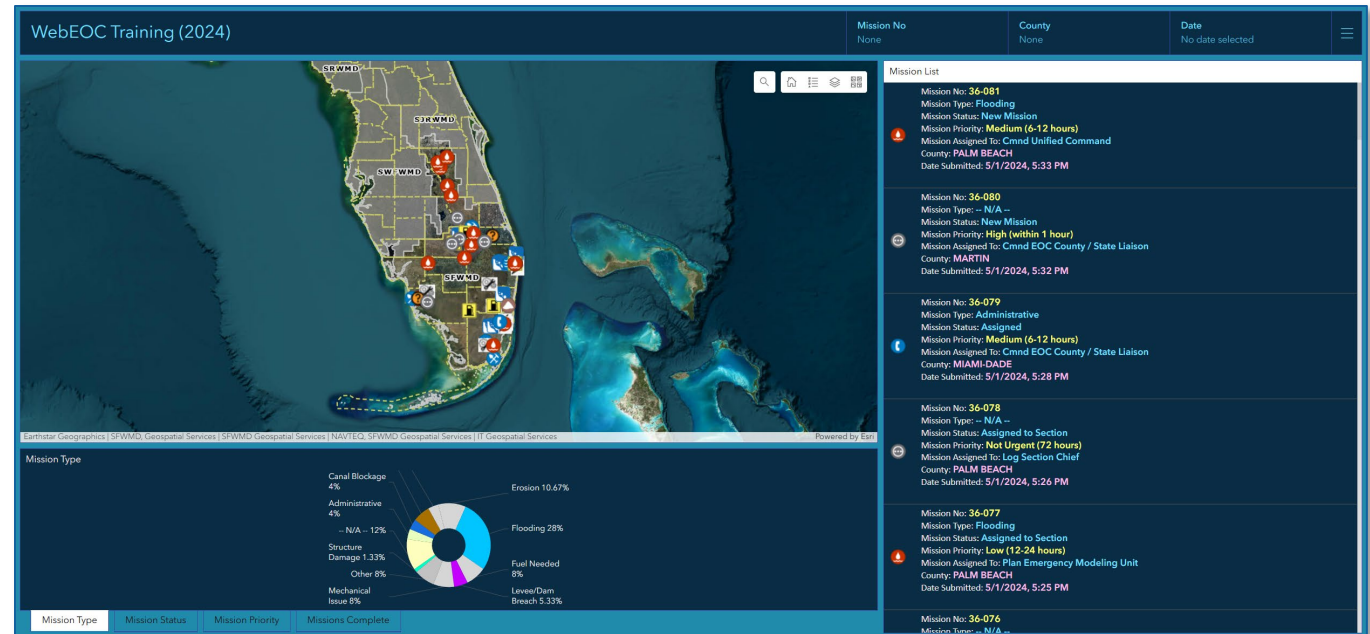 WebEOC Training (2024)
Mission No
None
County
None
Date
No date selected
SRWMD
SJRWMD
SWFWMD
SFWMD
Earthstar Geographics | SFWMD, Geospatial Services | SFWMD Geospatial Services | NAVTEQ, SFWMD Geospatial Services | IT Geospatial Services
Powered by Esri
Mission Type
Canal Blockage
4%
Administrative
4%
-- N/A -- 12%
Structure
Damage 1.33%
Other 8%
Mechanical
Issue 8%
Erosion 10.67%
Flooding 28%
Fuel Needed
8%
Levee/Dam
Breach 5.33%
Mission Type
Mission Status
Mission Priority
Missions Complete
Mission List
Mission No: 36-081
Mission Type: Flooding
Mission Status: New Mission
Mission Priority: Medium (6-12 hours)
Mission Assigned To: Cmnd Unified Command
County: PALM BEACH
Date Submitted: 5/1/2024, 5:33 PM
Mission No: 36-080
Mission Type: -- N/A --
Mission Status: New Mission
Mission Priority: High (within 1 hour)
Mission Assigned To: Cmnd EOC County / State Liaison
County: MARTIN
Date Submitted: 5/1/2024, 5:32 PM
Mission No: 36-079
Mission Type: Administrative
Mission Status: Assigned
Mission Priority: Medium (6-12 hours)
Mission Assigned To: Cmnd EOC County / State Liaison
County: MIAMI-DADE
Date Submitted: 5/1/2024, 5:28 PM
Mission No: 36-078
Mission Type: -- N/A --
Mission Status: Assigned to Section
Mission Priority: Not Urgent (72 hours)
Mission Assigned To: Log Section Chief
County: PALM BEACH
Date Submitted: 5/1/2024, 5:26 PM
Mission No: 36-077
Mission Type: Flooding
Mission Status: Assigned to Section
Mission Priority: Low (12-24 hours)
Mission Assigned To: Plan Emergency Modeling Unit
County: PALM BEACH
Date Submitted: 5/1/2024, 5:25 PM
Mission No: 36-076
Mission Type: -- N/A --